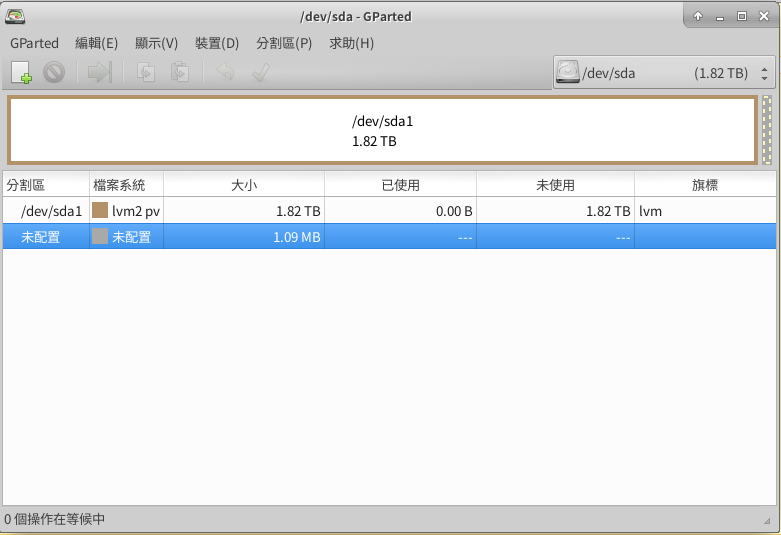 /dev/sda - GParted
GParted 編輯(E) 顯示(V) 裝置(D) 分割區(P) 求助(H)
/dev/sda (1.82 TB)
/dev/sda1
1.82 TB
分割區 檔案系統 大小 已使用 未使用 旗標
/dev/sda1 lvm2 pv 1.82 TB 0.00 B 1.82 TB lvm
未配置 未配置 1.09 MB --- ---
0 個操作在等候中